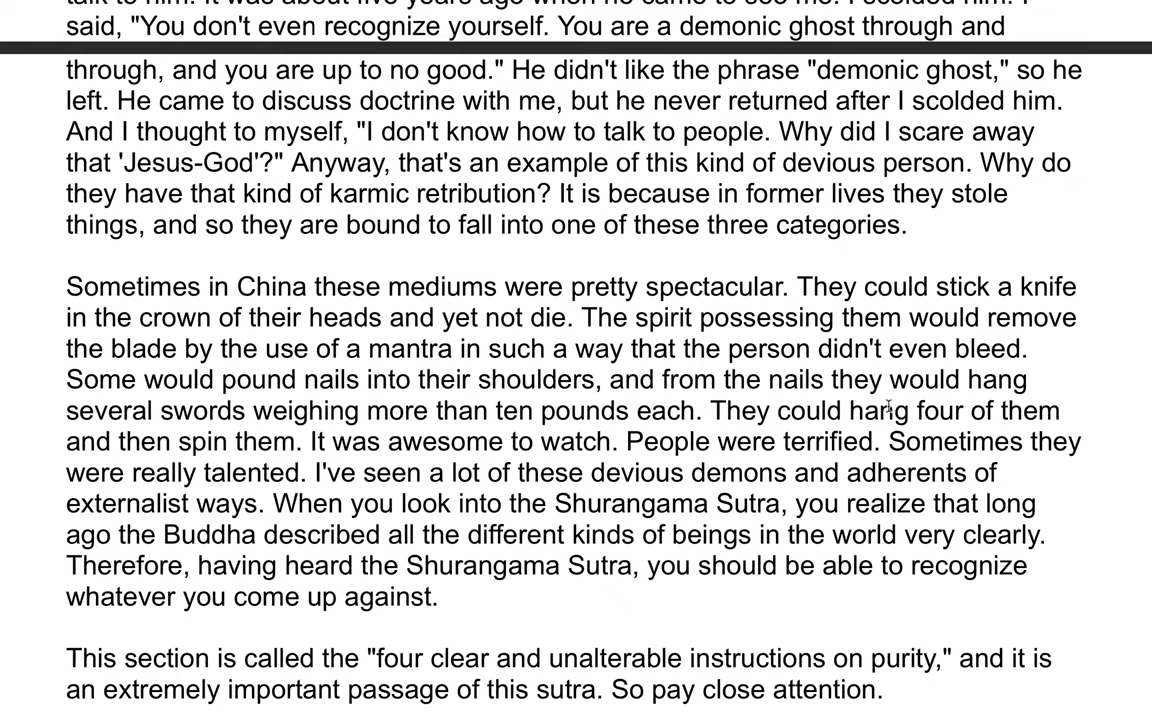 said, "You don't even recognize yourself. You are a demonic ghost through and
through, and you are up to no good." He didn't like the phrase "demonic ghost," so he
left. He came to discuss doctrine with me, but he never returned after I scolded him.
And I thought to myself, "I don't know how to talk to people. Why did I scare away
that 'Jesus-God'?" Anyway, that's an example of this kind of devious person. Why do
they have that kind of karmic retribution? It is because in former lives they stole
things, and so they are bound to fall into one of these three categories.
Sometimes in China these mediums were pretty spectacular. They could stick a knife
in the crown of their heads and yet not die. The spirit possessing them would remove
the blade by the use of a mantra in such a way that the person didn't even bleed.
Some would pound nails into their shoulders, and from the nails they would hang
several swords weighing more than ten pounds each. They could hang four of them
and then spin them. It was awesome to watch. People were terrified. Sometimes they
were really talented. I've seen a lot of these devious demons and adherents of
externalist ways. When you look into the Shurangama Sutra, you realize that long
ago the Buddha described all the different kinds of beings in the world very clearly.
Therefore, having heard the Shurangama Sutra, you should be able to recognize
whatever you come up against.
This section is called the "four clear and unalterable instructions on purity," and it is
an extremely important passage of this sutra. So pay close attention.